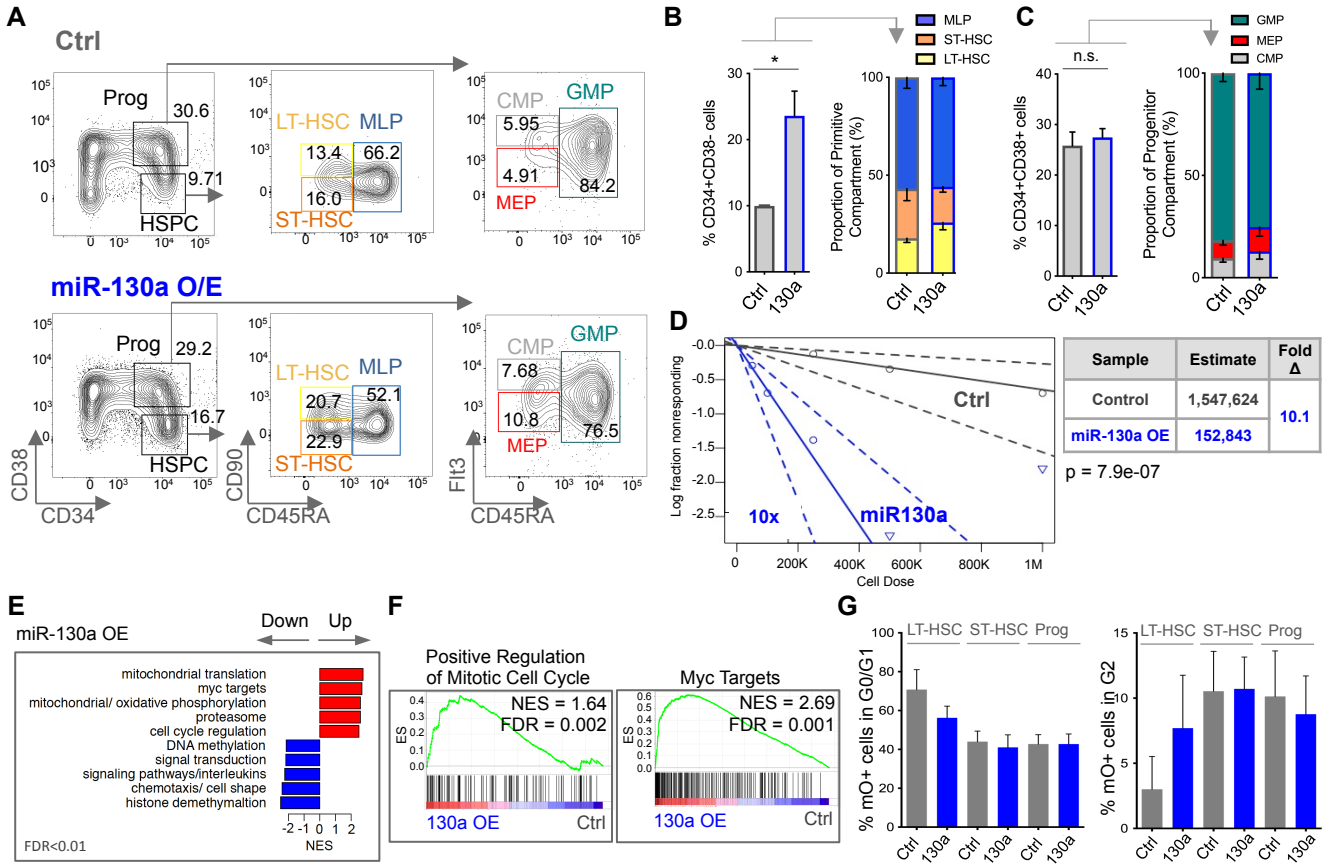 A
Ctrl
Prog
30.6
9.71
HSPC
10⁵
10⁴
10³
0
0 10³ 10⁴ 10⁵
LT-HSC MLP
13.4 66.2
16.0
ST-HSC
10⁵
10⁴
10³
0
0 10³ 10⁴ 10⁵
CMP GMP
5.95
4.91
84.2
MEP
10⁵
10⁴
10³
0
0 10³ 10⁴ 10⁵
miR-130a O/E
Prog
29.2
16.7
HSPC
10⁵
10⁴
10³
0
0 10³ 10⁴ 10⁵
CD38
CD34
LT-HSC MLP
20.7 52.1
22.9
ST-HSC
10⁵
10⁴
10³
0
0 10³ 10⁴ 10⁵
CD90
CD45RA
CMP GMP
7.68
10.8
76.5
MEP
10⁵
10⁴
10³
0
0 10³ 10⁴ 10⁵
Flt3
CD45RA
B
MLP
ST-HSC
LT-HSC
% CD34+CD38- cells
30
20
10
0
*
Ctrl
130a
Proportion of Primitive
Compartment (%)
100
50
0
Ctrl
130a
C
GMP
MEP
CMP
% CD34+CD38+ cells
40
30
20
10
0
n.s.
Ctrl
130a
Proportion of Progenitor
Compartment (%)
100
50
0
Ctrl
130a
D
Log fraction nonresponding
-0.0
-0.5
-1.0
-1.5
-2.0
-2.5
Ctrl
10x
miR130a
0 200K 400K 600K 800K 1M
Cell Dose
Sample Estimate Fold Δ
Control 1,547,624 10.1
miR-130a OE 152,843
p = 7.9e-07
E
miR-130a OE
Down Up
mitochondrial translation
myc targets
mitochondrial/ oxidative phosphorylation
proteasome
cell cycle regulation
DNA methylation
signal transduction
signaling pathways/interleukins
chemotaxis/ cell shape
histone demethymaltion
-2 -1 0 1 2
NES
FDR<0.01
F
Positive Regulation
of Mitotic Cell Cycle
NES = 1.64
FDR = 0.002
ES
0.4
0.2
0.0
130a OE Ctrl
Myc Targets
NES = 2.69
FDR = 0.001
ES
0.6
0.5
0.4
0.3
0.2
0.1
0.0
130a OE Ctrl
G
LT-HSC ST-HSC Prog
% mO+ cells in G0/G1
100
80
60
40
20
0
Ctrl
130a
Ctrl
130a
Ctrl
130a
LT-HSC ST-HSC Prog
% mO+ cells in G2
15
10
5
0
Ctrl
130a
Ctrl
130a
Ctrl
130a